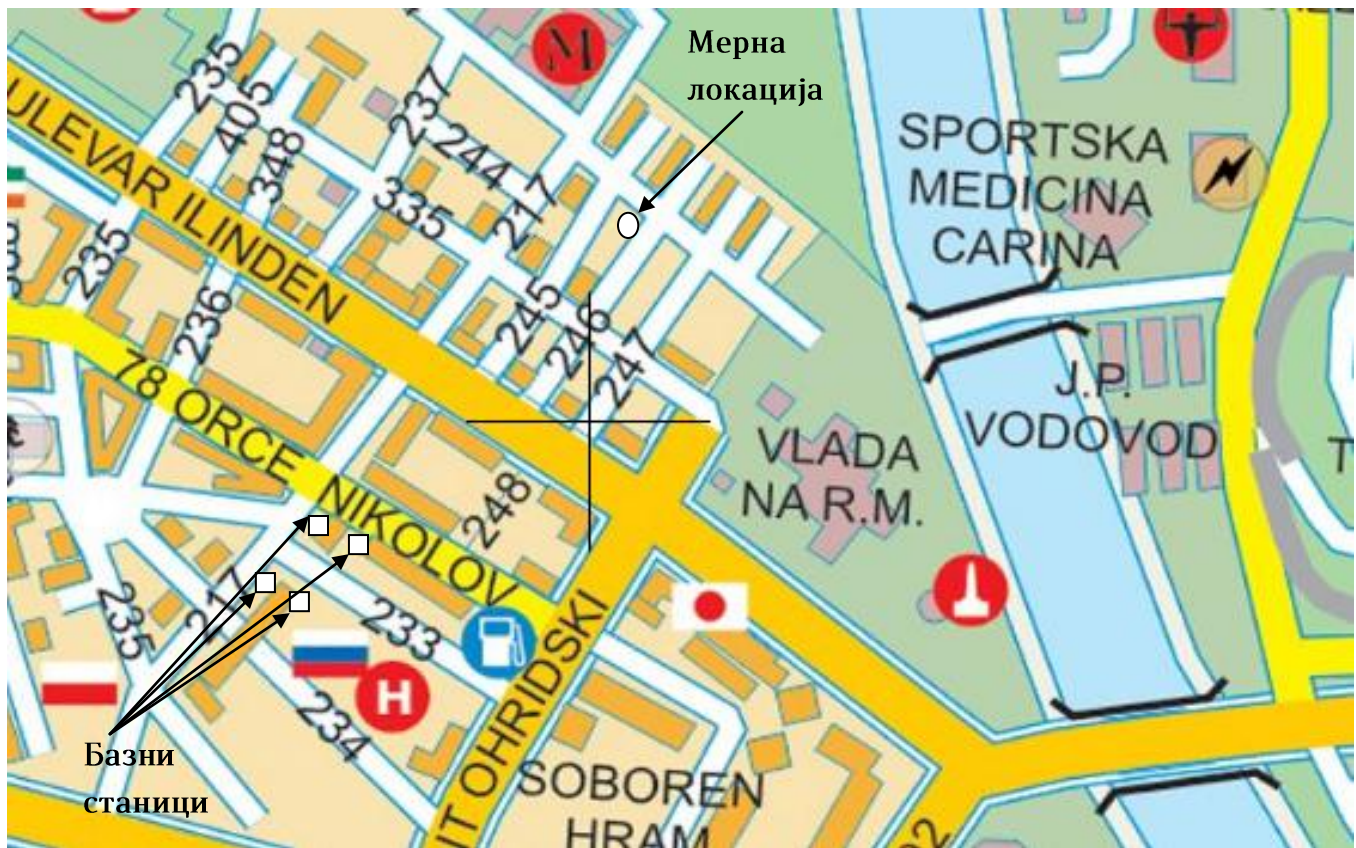 Мерна
локација
M
235
405
348
237
244
335
217
ULEVAR ILINDEN
SPORTSKA
MEDICINA
CARINA
235
236
245
246
247
78 ORCE NIKOLOV
J.P.
VODOVOD
VLADA
NA R.M.
T
248
217
235
233
234
H
IT OHRIDSKI
SOBOREN
HRAM
Базни
станици